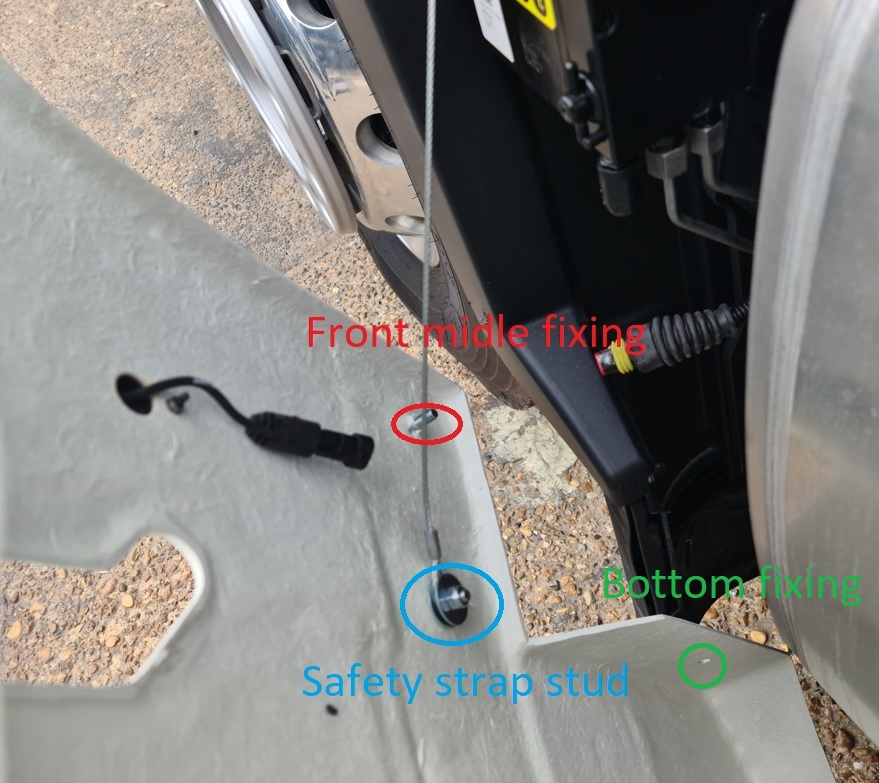 Front midle fixing
Bottom fixing
Safety strap stud